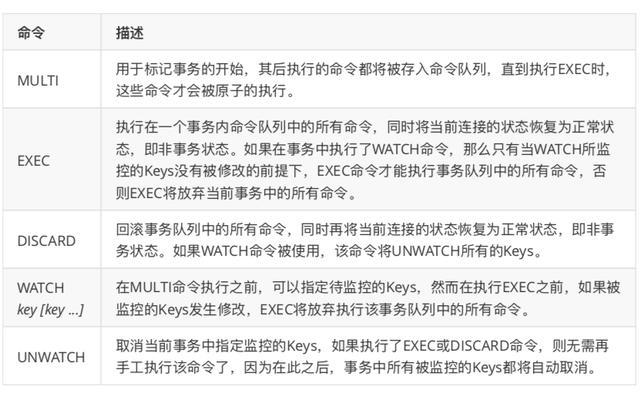 命令 描述
MULTI
用于标记事务的开始，其后执行的命令都将被存入命令队列，直到执行EXEC时，
这些命令才会被原子的执行。
EXEC
执行在一个事务内命令队列中的所有命令，同时将当前连接的状态恢复为正常状
态，即非事务状态。如果在事务中执行了WATCH命令，那么只有当WATCH所监
控的Keys没有被修改的前提下，EXEC命令才能执行事务队列中的所有命令，否
则EXEC将放弃当前事务中的所有命令。
DISCARD
回滚事务队列中的所有命令，同时再将当前连接的状态恢复为正常状态，即非事
务状态。如果WATCH命令被使用，该命令将UNWATCH所有的Keys。
WATCH
key [key ...]
在MULTI命令执行之前，可以指定待监控的Keys，然而在执行EXEC之前，如果被
监控的Keys发生修改，EXEC将放弃执行该事务队列中的所有命令。
UNWATCH
取消当前事务中指定监控的Keys，如果执行了EXEC或DISCARD命令，则无需再
手工执行该命令了，因为在此之后，事务中所有被监控的Keys都将自动取消。